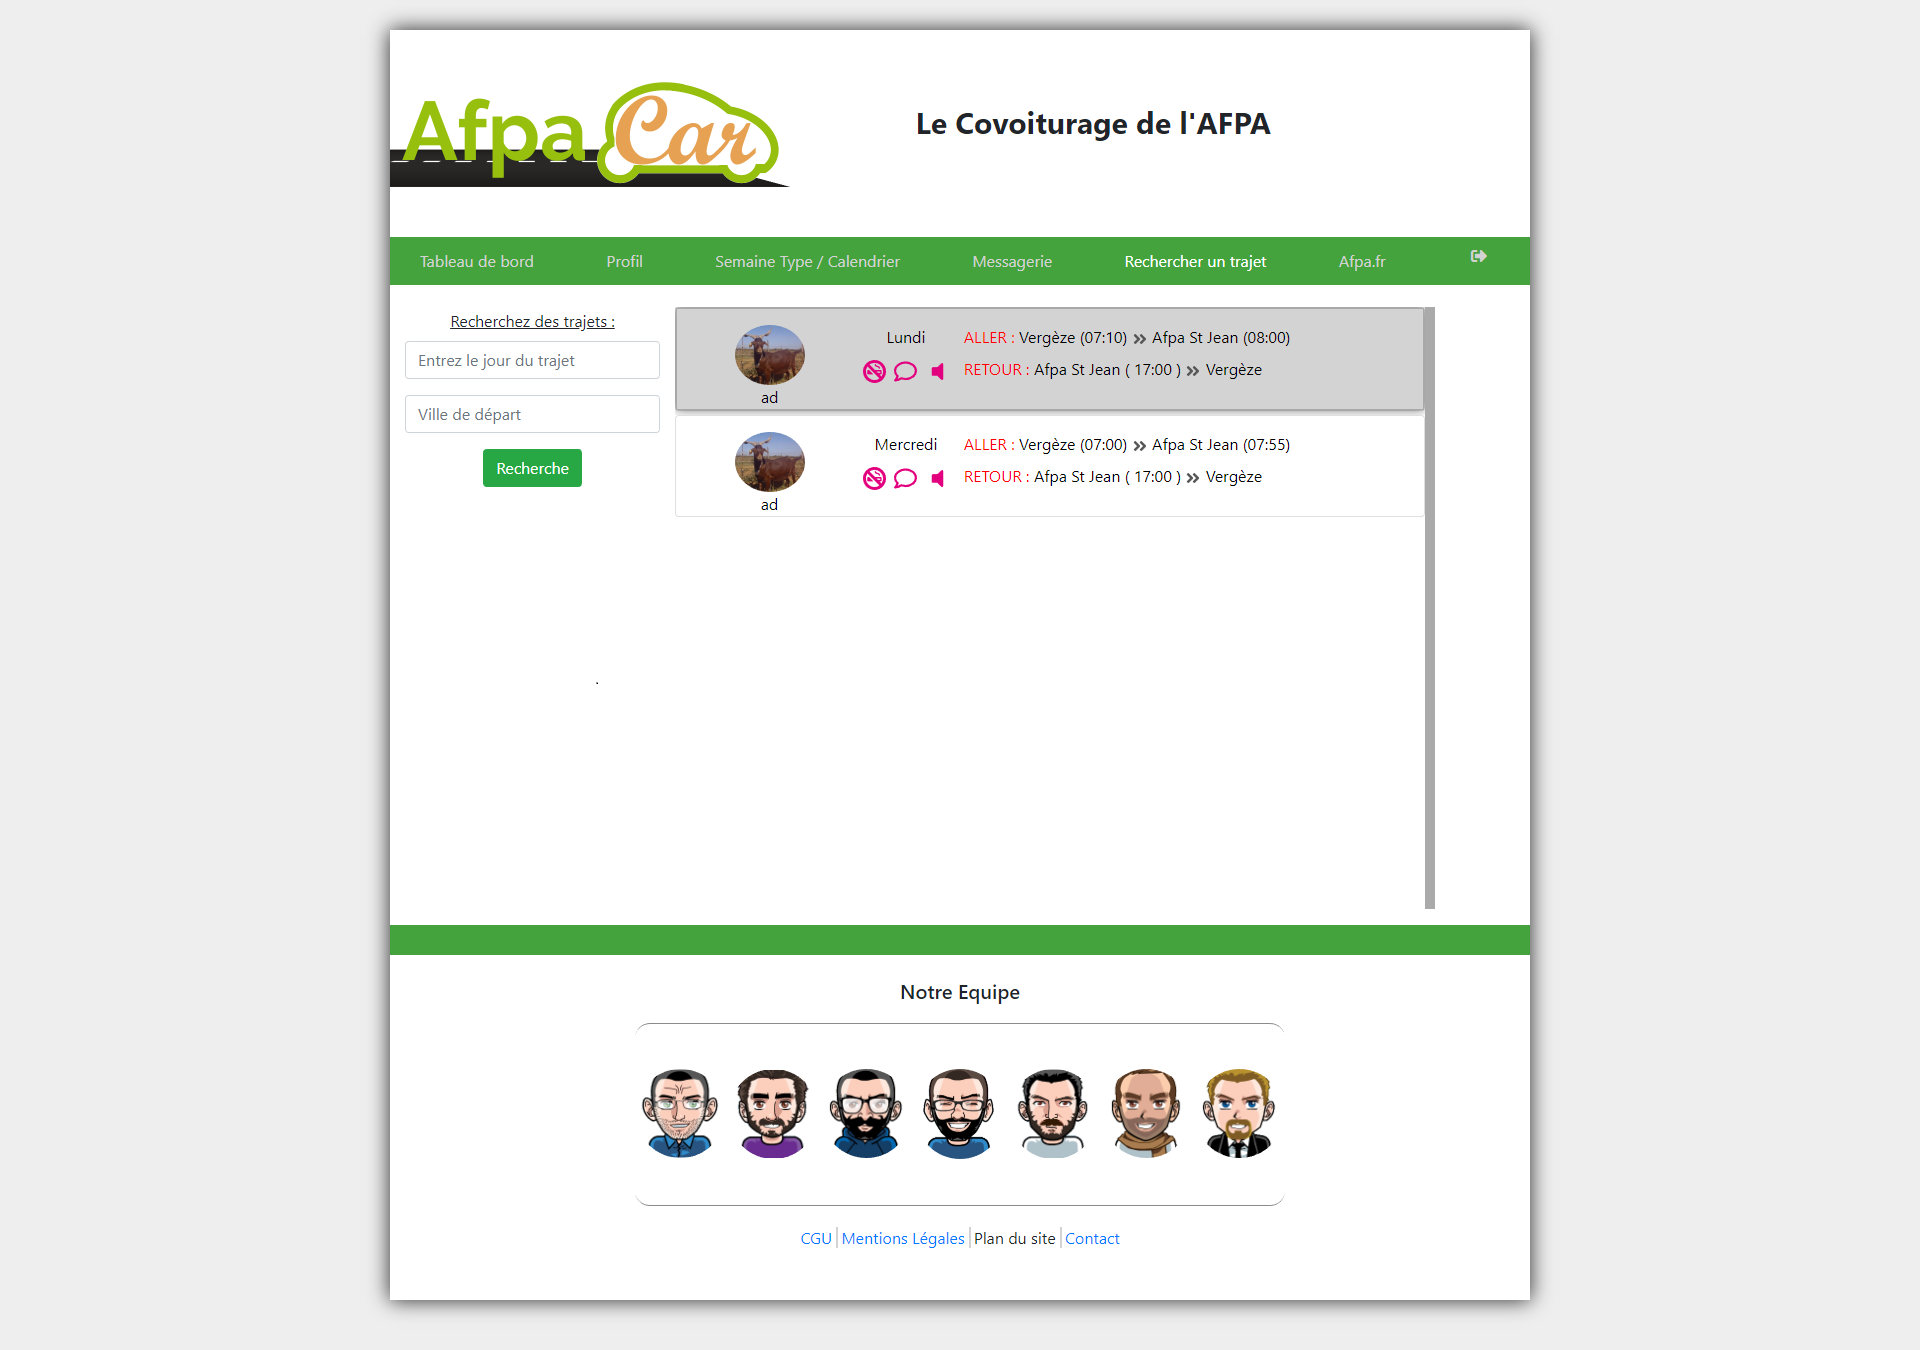 Afpa Car
Le Covoiturage de l'AFPA
Tableau de bord
Profil
Semaine Type / Calendrier
Messagerie
Rechercher un trajet
Afpa.fr
Recherchez des trajets :
Entrez le jour du trajet
Ville de départ
Recherche
Lundi
ALLER : Vergèze (07:10) Afpa St Jean (08:00)
RETOUR : Afpa St Jean ( 17:00 ) Vergèze
ad
Mercredi
ALLER : Vergèze (07:00) Afpa St Jean (07:55)
RETOUR : Afpa St Jean ( 17:00 ) Vergèze
ad
.
Notre Equipe
CGU
Mentions Légales
Plan du site
Contact